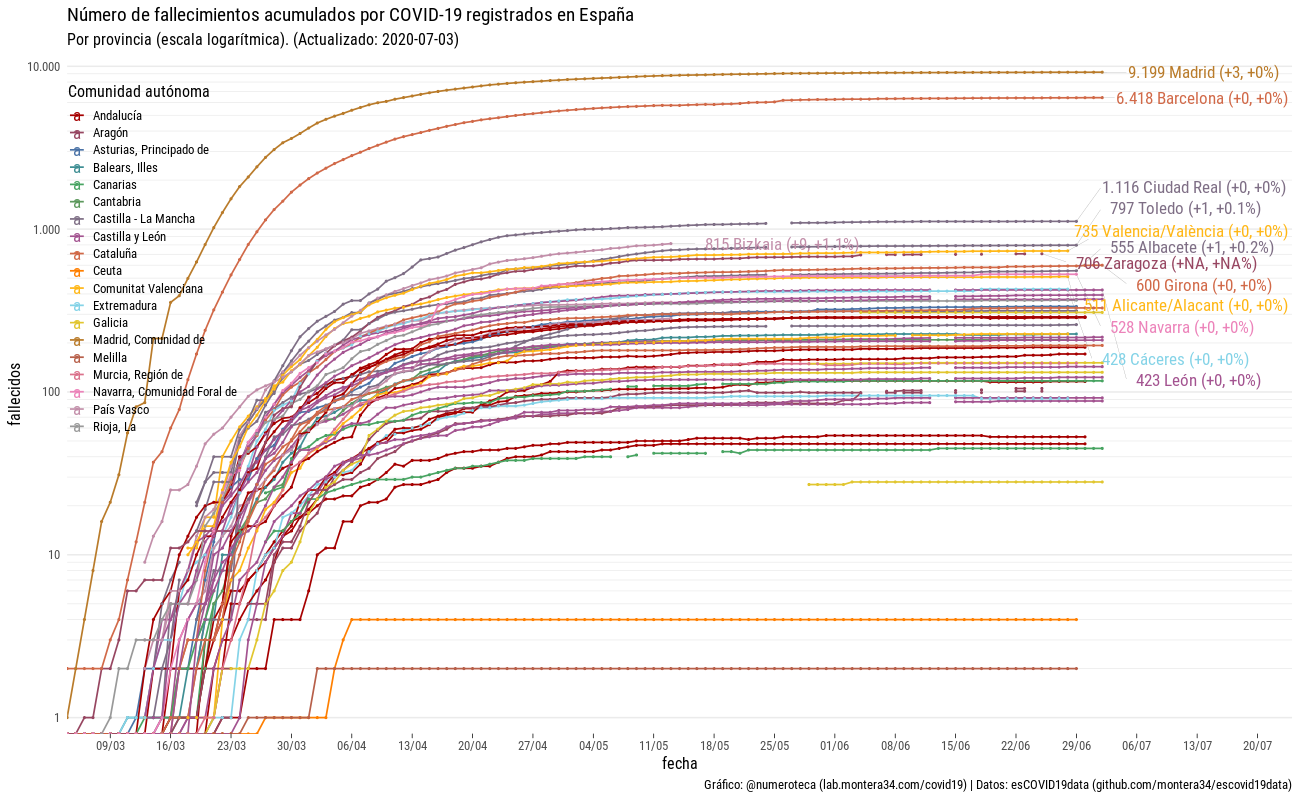 Número de fallecimientos acumulados por COVID-19 registrados en España
Por provincia (escala logarítmica). (Actualizado: 2020-07-03)
fallecidos
10.000
1.000
100
10
1
Comunidad autónoma
Andalucía
Aragón
Asturias, Principado de
Balears, Illes
Canarias
Cantabria
Castilla - La Mancha
Castilla y León
Cataluña
Ceuta
Comunitat Valenciana
Extremadura
Galicia
Madrid, Comunidad de
Melilla
Murcia, Región de
Navarra, Comunidad Foral de
País Vasco
Rioja, La
9.199 Madrid (+3, +0%)
6.418 Barcelona (+0, +0%)
1.116 Ciudad Real (+0, +0%)
797 Toledo (+1, +0.1%)
735 Valencia/València (+0, +0%)
815 Bizkaia (+9, +1.1%)
555 Albacete (+1, +0.2%)
706 Zaragoza (+NA, +NA%)
600 Girona (+0, +0%)
Alicante/Alacant (+0, +0%)
528 Navarra (+0, +0%)
428 Cáceres (+0, +0%)
423 León (+0, +0%)
09/03 16/03 23/03 30/03 06/04 13/04 20/04 27/04 04/05 11/05 18/05 25/05 01/06 08/06 15/06 22/06 29/06 06/07 13/07 20/07
fecha
Gráfico: @numeroteca (lab.montera34.com/covid19) | Datos: esCOVID19data (github.com/montera34/escovid19data)